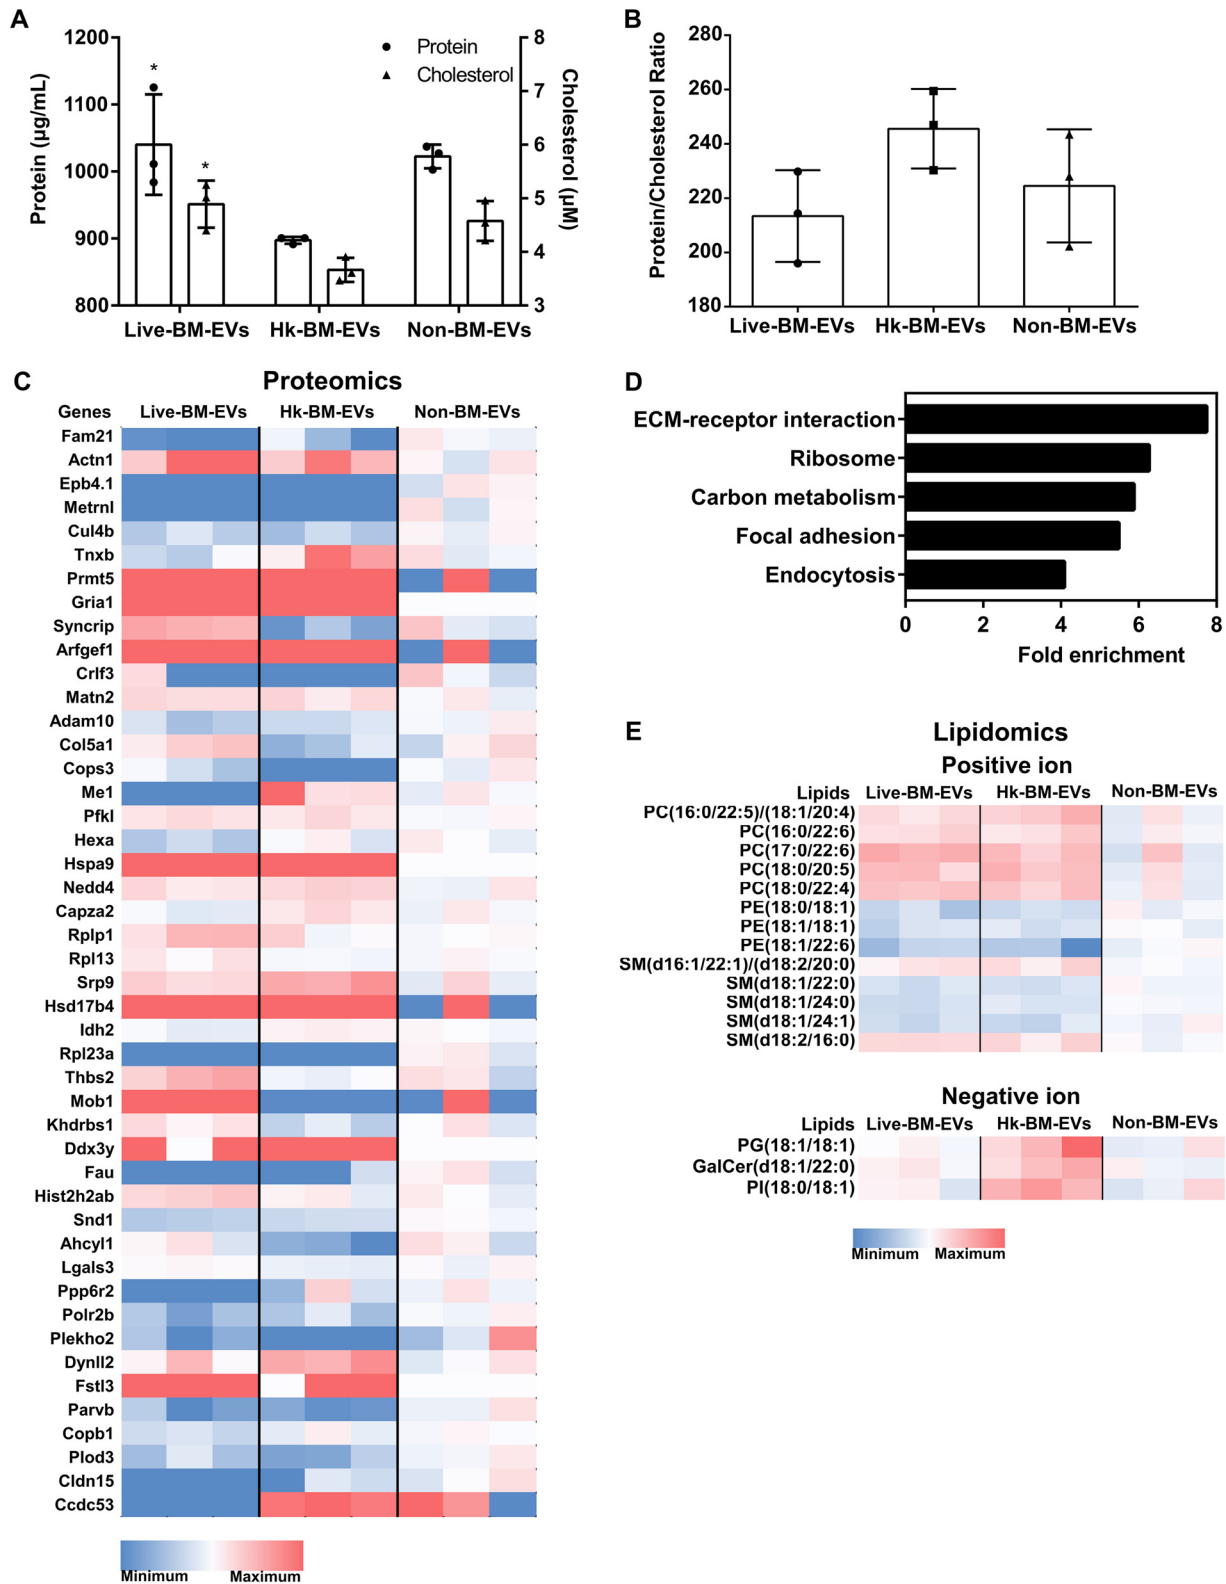 A
1200
1100
1000
900
800
Protein (µg/mL)
* *
Protein
Cholesterol
8
7
6
5
4
3
Cholesterol (µM)
Live-BM-EVs Hk-BM-EVs Non-BM-EVs
B
280
260
240
220
200
180
Protein/Cholesterol Ratio
Live-BM-EVs Hk-BM-EVs Non-BM-EVs
C
Proteomics
Genes Live-BM-EVs Hk-BM-EVs Non-BM-EVs
Fam21
Actn1
Epb4.1
Metrnl
Cul4b
Tnxb
Prmt5
Gria1
Syncrip
Arfgef1
Crlf3
Matn2
Adam10
Col5a1
Cops3
Me1
Pfkl
Hexa
Hspa9
Nedd4
Capza2
Rplp1
Rpl13
Srp9
Hsd17b4
Idh2
Rpl23a
Thbs2
Mob1
Khdrbs1
Ddx3y
Fau
Hist2h2ab
Snd1
Ahcyl1
Lgals3
Ppp6r2
Polr2b
Plekho2
Dynll2
Fstl3
Parvb
Copb1
Plod3
Cldn15
Ccdc53
Minimum Maximum
D
ECM-receptor interaction
Ribosome
Carbon metabolism
Focal adhesion
Endocytosis
0 2 4 6 8
Fold enrichment
E
Lipidomics
Positive ion
Lipids Live-BM-EVs Hk-BM-EVs Non-BM-EVs
PC(16:0/22:5)/(18:1/20:4)
PC(16:0/22:6)
PC(17:0/22:6)
PC(18:0/20:5)
PC(18:0/22:4)
PE(18:0/18:1)
PE(18:1/18:1)
PE(18:1/22:6)
SM(d16:1/22:1)/(d18:2/20:0)
SM(d18:1/22:0)
SM(d18:1/24:0)
SM(d18:1/24:1)
SM(d18:2/16:0)
Negative ion
Lipids Live-BM-EVs Hk-BM-EVs Non-BM-EVs
PG(18:1/18:1)
GalCer(d18:1/22:0)
PI(18:0/18:1)
Minimum Maximum